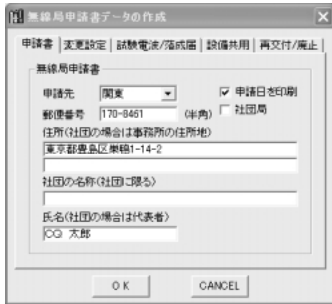 無線局申請書データの作成
申請書 変更設定 試験電波/落成届 設備共用 再交付/廃止
無線局申請書
申請先 関東 申請日を印刷
郵便番号 170-8461 (半角) 社団局
住所(社団の場合は事務所の住所地)
東京都豊島区巣鴨1-14-2
社団の名称(社団に限る)
氏名(社団の場合は代表者)
CQ 太郎
OK CANCEL